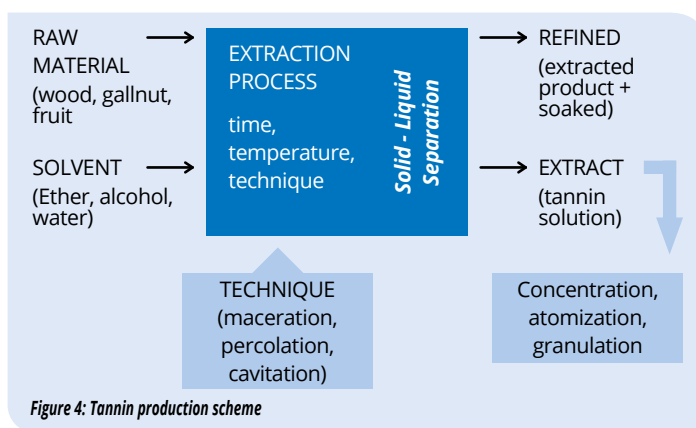 RAW
MATERIAL
(wood, gallnut,
fruit
SOLVENT
(Ether, alcohol,
water)
EXTRACTION
PROCESS
time,
temperature,
technique
Solid - Liquid
Separation
REFINED
(extracted
product +
soaked)
EXTRACT
(tannin
solution)
TECHNIQUE
(maceration,
percolation,
cavitation)
Concentration,
atomization,
granulation
Figure 4: Tannin production scheme